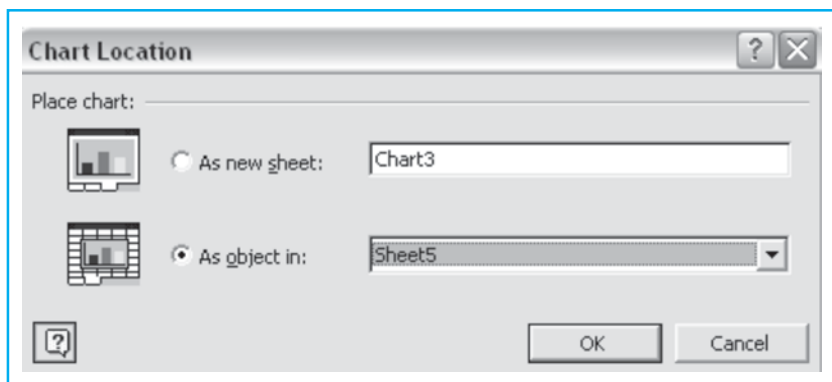 Chart Location
Place chart:
As new sheet: Chart3
As object in: Sheet5
OK Cancel